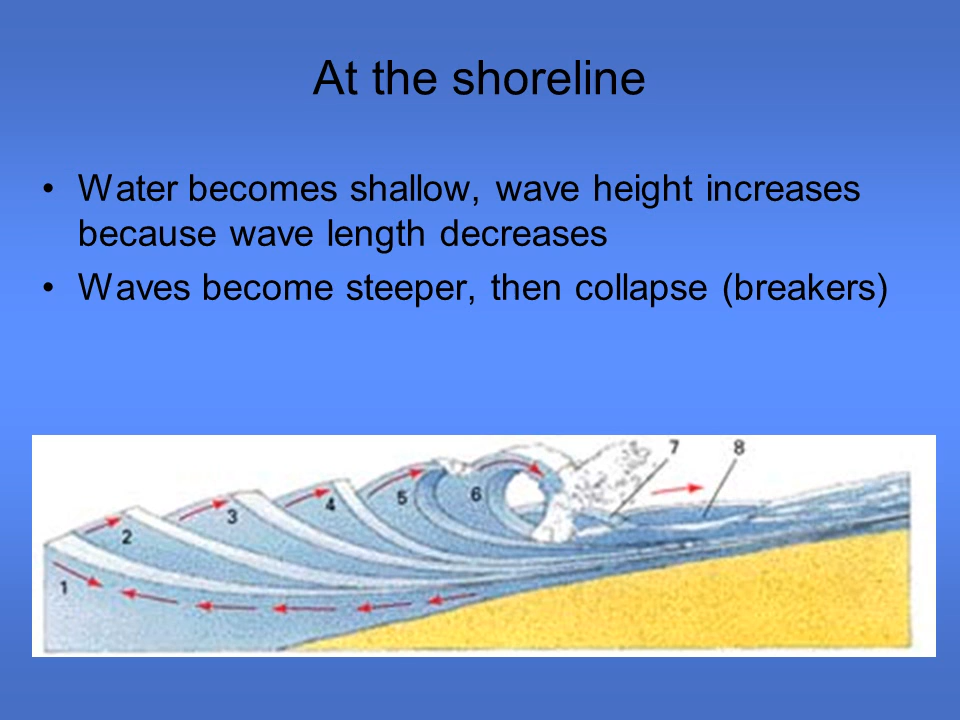 At the shoreline
• Water becomes shallow, wave height increases
because wave length decreases
• Waves become steeper, then collapse (breakers)
1
2
3
4
5
6
7
8